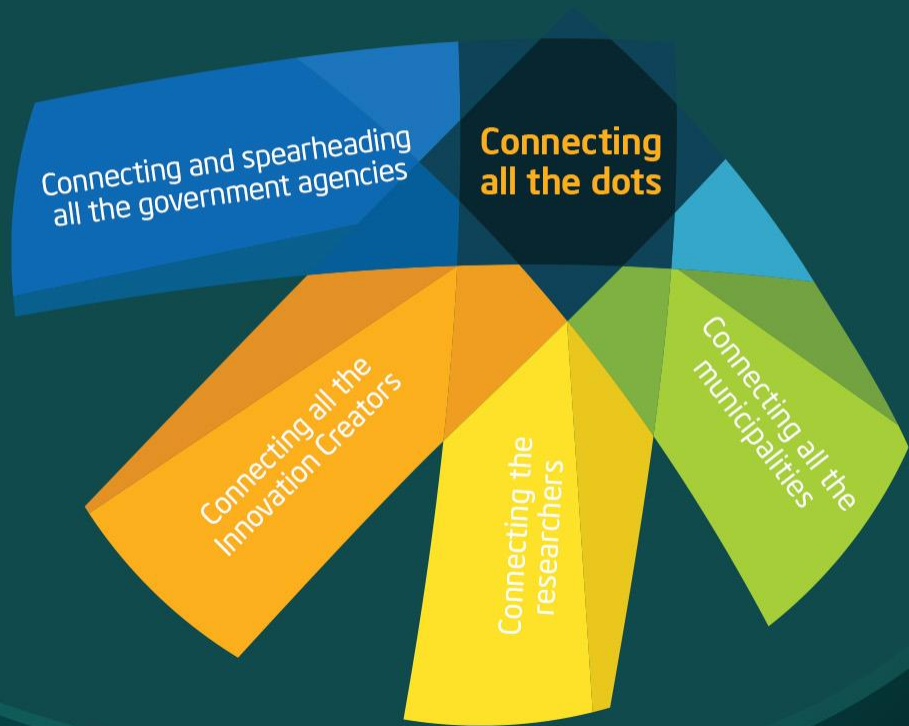 Connecting and spearheading
all the government agencies
Connecting
all the dots
Connecting all the
Innovation Creators
Connecting the
researchers
Connecting all the
municipalities